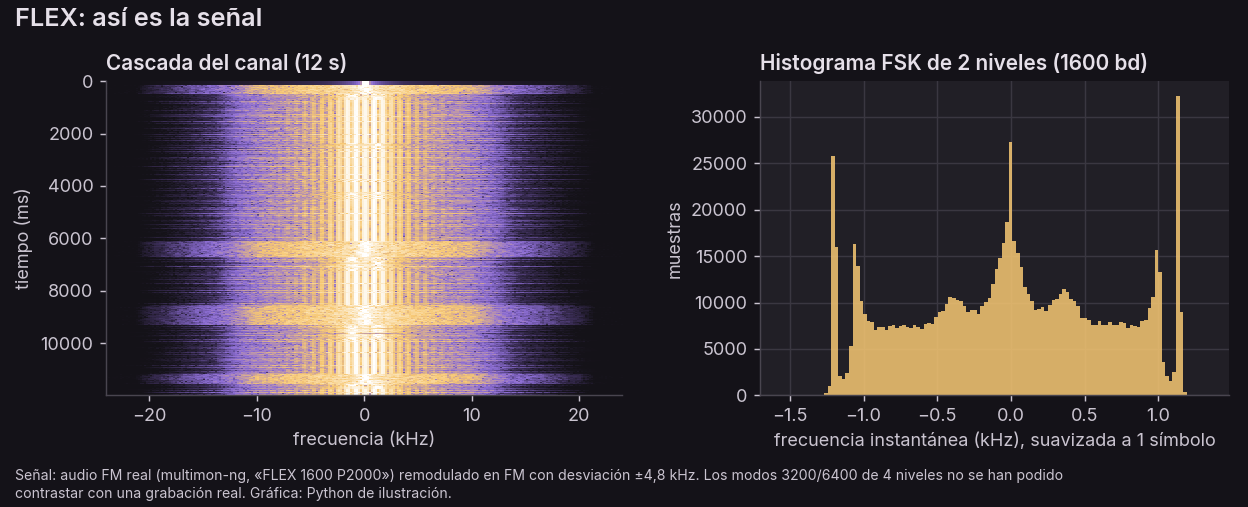 FLEX: así es la señal
Cascada del canal (12 s)
0
2000
4000
6000
8000
10000
tiempo (ms)
−20
−10
0
10
20
frecuencia (kHz)
Histograma FSK de 2 niveles (1600 bd)
30000
25000
20000
15000
10000
5000
0
muestras
−1.5
−1.0
−0.5
0.0
0.5
1.0
frecuencia instantánea (kHz), suavizada a 1 símbolo
Señal: audio FM real (multimon-ng, «FLEX 1600 P2000») remodulado en FM con desviación ±4,8 kHz. Los modos 3200/6400 de 4 niveles no se han podido
contrastar con una grabación real. Gráfica: Python de ilustración.